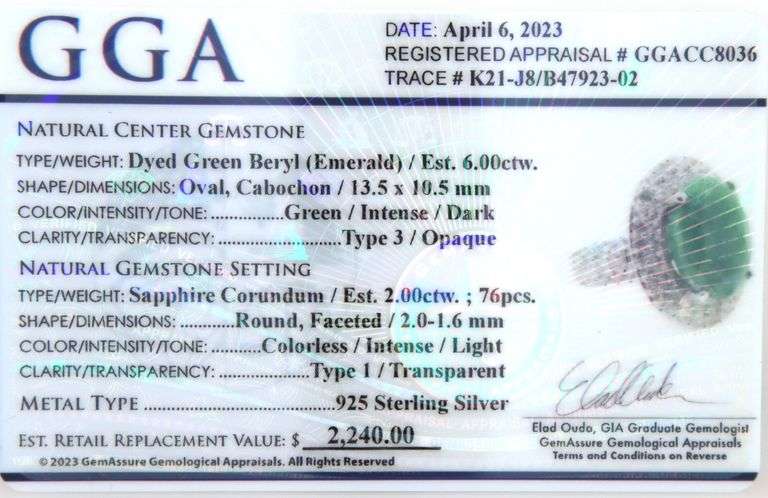 GGA
DATE: April 6, 2023
REGISTERED APPRAISAL # GGACC8036
TRACE # K21-J8/B47923-02
NATURAL CENTER GEMSTONE
TYPE/WEIGHT: Dyed Green Beryl (Emerald) / Est. 6.00ctw.
SHAPE/DIMENSIONS: Oval, Cabochon / 13.5 x 10.5 mm
COLOR/INTENSITY/TONE: ...............Green / Intense / Dark
CLARITY/TRANSPARENCY: .........................Type 3 / Opaque
NATURAL GEMSTONE SETTING
TYPE/WEIGHT: Sapphire Corundum / Est. 2.00ctw. ; 76pcs.
SHAPE/DIMENSIONS: ...........Round, Faceted / 2.0-1.6 mm
COLOR/INTENSITY/TONE: ..........Colorless / Intense / Light
CLARITY/TRANSPARENCY: ..................Type 1 / Transparent
METAL TYPE ..............................925 Sterling Silver
EST. RETAIL REPLACEMENT VALUE: $ 2,240.00
© 2023 GemAssure Gemological Appraisals. All Rights Reserved
Elad Oudo
Elad Oudo, GIA Graduate Gemologist
GemAssure Gemological Appraisals
Terms and Conditions on Reverse